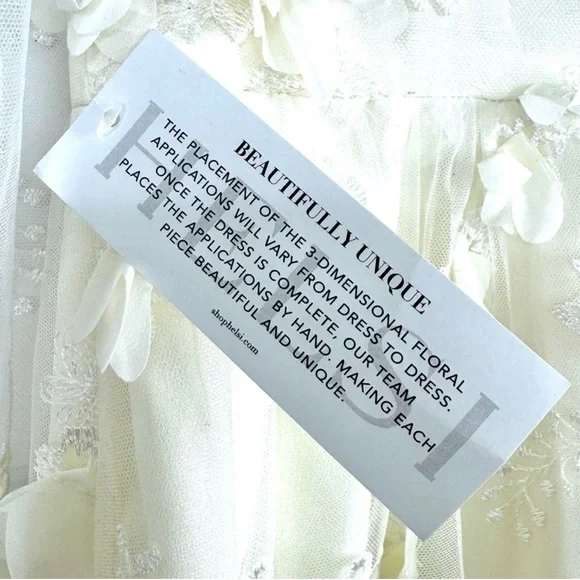 HELSI
BEAUTIFULLY UNIQUE
THE PLACEMENT OF THE 3-DIMENSIONAL FLORAL
APPLICATIONS WILL VARY FROM DRESS TO DRESS.
ONCE THE DRESS IS COMPLETE, OUR TEAM
PLACES THE APPLICATIONS BY HAND, MAKING EACH
PIECE BEAUTIFUL AND UNIQUE.
shophelsi.com